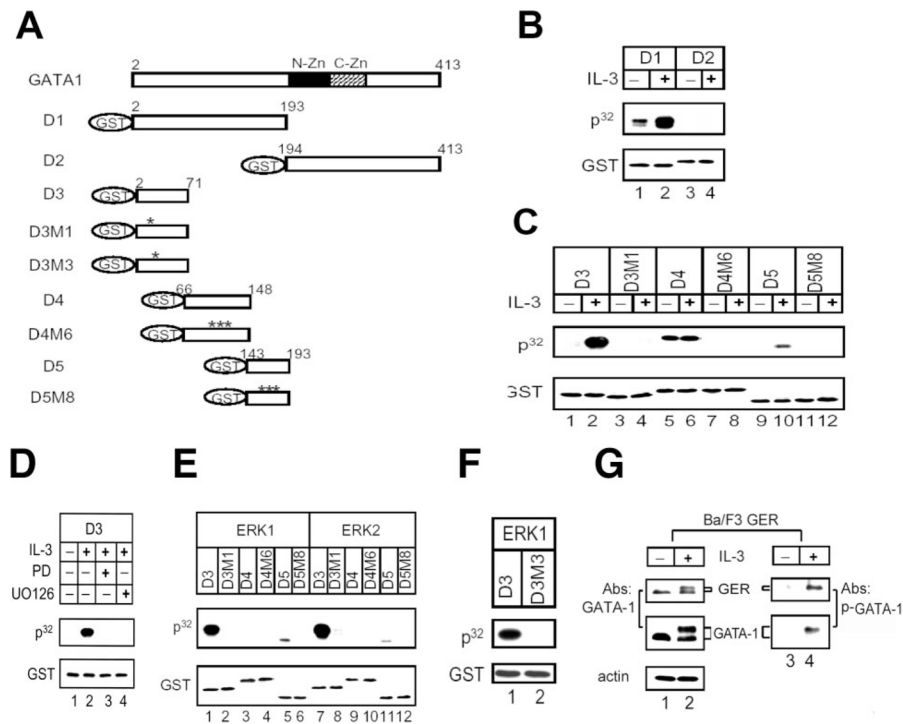 A
N-Zn C-Zn
GATA1 2 413
D1 GST 2 193
D2 GST 194 413
D3 GST 2 71
D3M1 GST *
D3M3 GST *
D4 GST 66 148
D4M6 GST ***
D5 GST 143 193
D5M8 GST ***
B
D1 D2
IL-3 – + – +
p32
GST
1 2 3 4
C
D3 D3M1 D4 D4M6 D5 D5M8
IL-3 – + – + – + – + – + – +
p32
GST
1 2 3 4 5 6 7 8 9 10 11 12
D
D3
IL-3 – + + +
PD – – + –
UO126 – – – +
p32
GST
1 2 3 4
E
ERK1 ERK2
D3 D3M1 D4 D4M6 D5 D5M8 D3 D3M1 D4 D4M6 D5 D5M8
p32
GST
1 2 3 4 5 6 7 8 9 10 11 12
F
ERK1
D3 D3M3
p32
GST
1 2
G
Ba/F3 GER
– + IL-3 – +
Abs: GATA-1
GER
GATA-1
Abs: p-GATA-1
3 4
actin
1 2